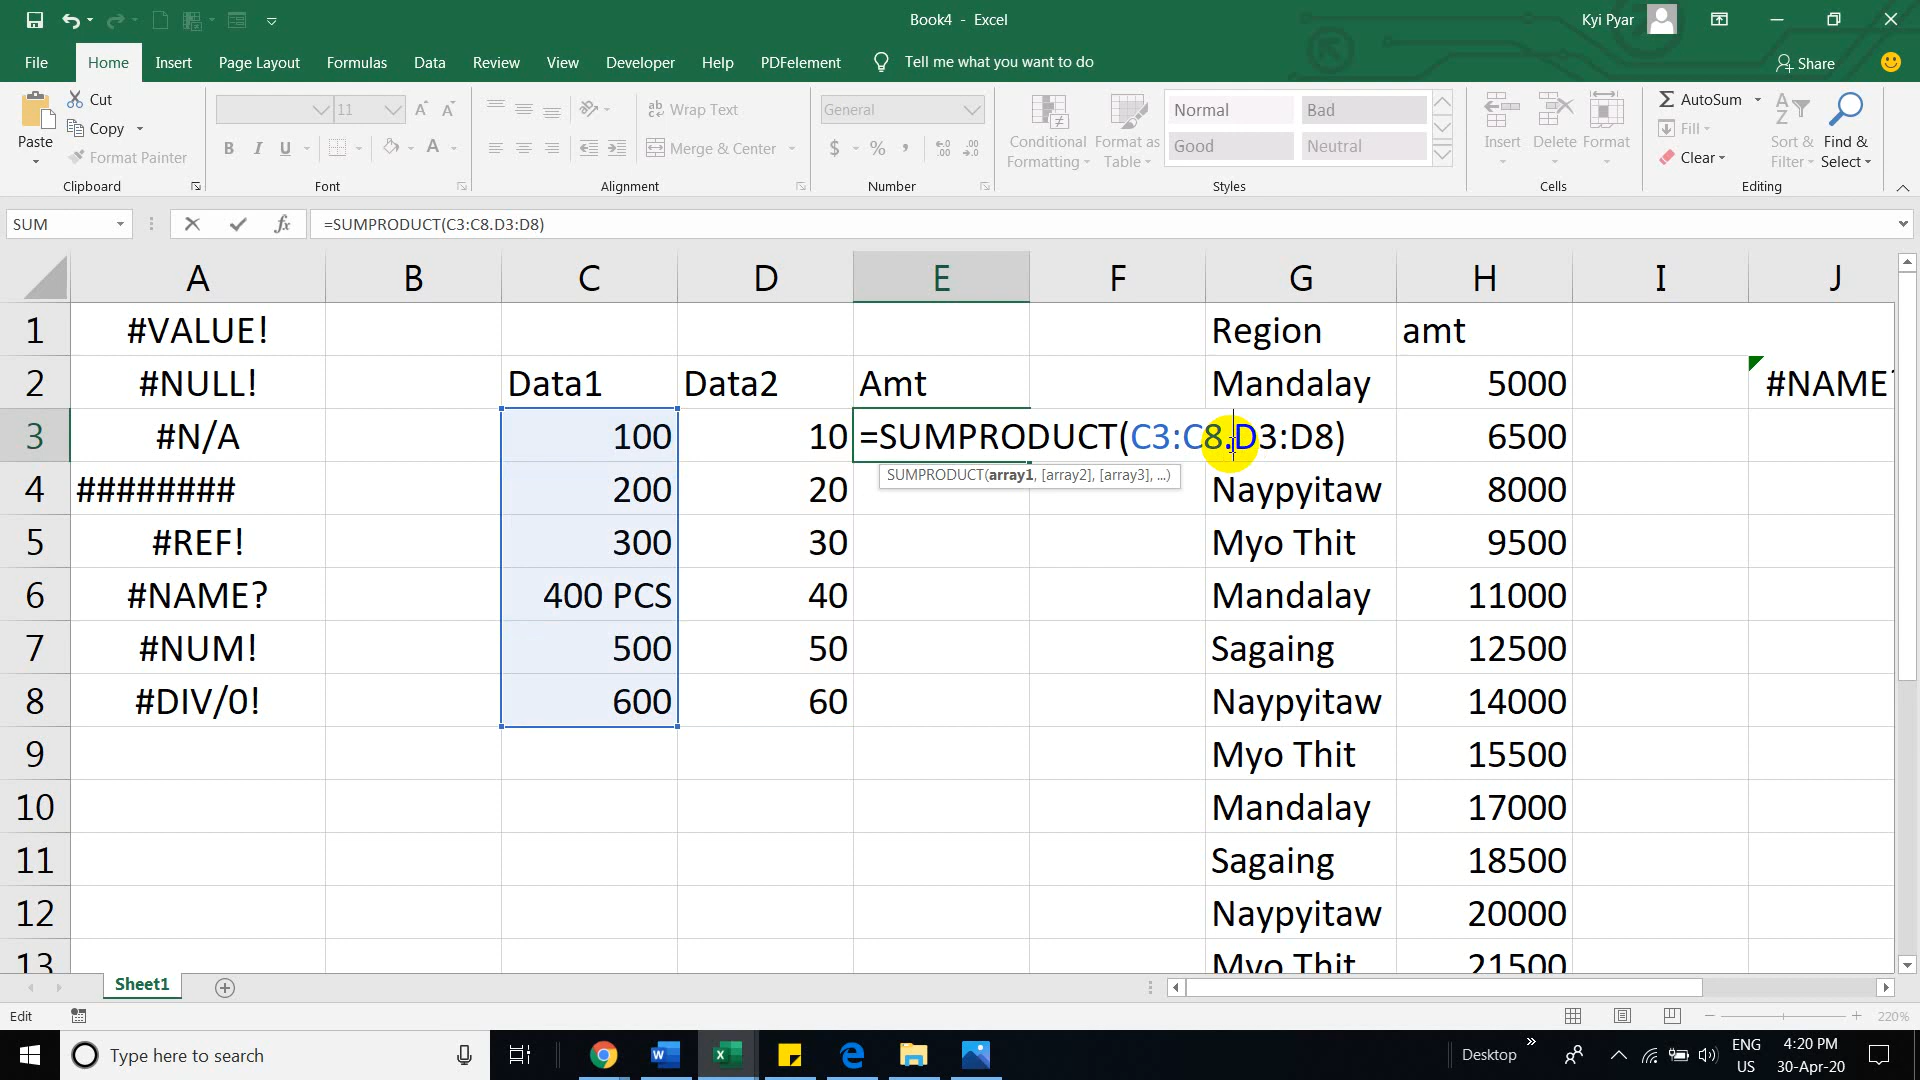 Book4 - Excel
Kyi Pyar
File Home Insert Page Layout Formulas Data Review View Developer Help PDFelement Tell me what you want to do
Share
Paste
Cut
Copy
Format Painter
Clipboard
11
B I U
A
Font
Wrap Text
Merge & Center
Alignment
General
$ % ,
Number
Conditional Formatting
Format as Table
Normal Bad
Good Neutral
Styles
Insert Delete Format
Cells
AutoSum
Fill
Clear
Sort & Filter
Find & Select
Editing
SUM
fx
=SUMPRODUCT(C3:C8.D3:D8)
A B C D E F G H I J
1 #VALUE! Region amt
2 #NULL! Data1 Data2 Amt Mandalay 5000 #NAME?
3 #N/A 100 10 =SUMPRODUCT(C3:C8.D3:D8) 6500
SUMPRODUCT(array1, [array2], [array3], ...)
4 ######## 200 20 Naypyitaw 8000
5 #REF! 300 30 Myo Thit 9500
6 #NAME? 400 PCS 40 Mandalay 11000
7 #NUM! 500 50 Sagaing 12500
8 #DIV/0! 600 60 Naypyitaw 14000
9 Myo Thit 15500
10 Mandalay 17000
11 Sagaing 18500
12 Naypyitaw 20000
13 Myo Thit 21500
Sheet1
Edit
220%
Type here to search
Desktop
ENG
US
4:20 PM
30-Apr-20